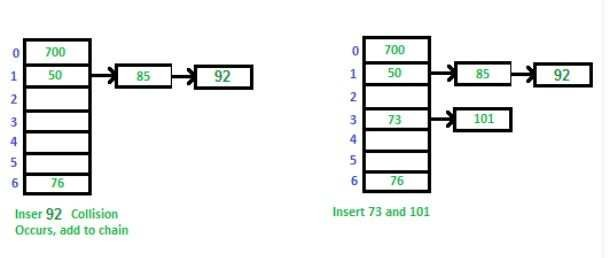 0 700
1 50 85 92
2
3
4
5
6 76
Inser 92 Collision
Occurs, add to chain
0 700
1 50 85 92
2
3 73 101
4
5
6 76
Insert 73 and 101